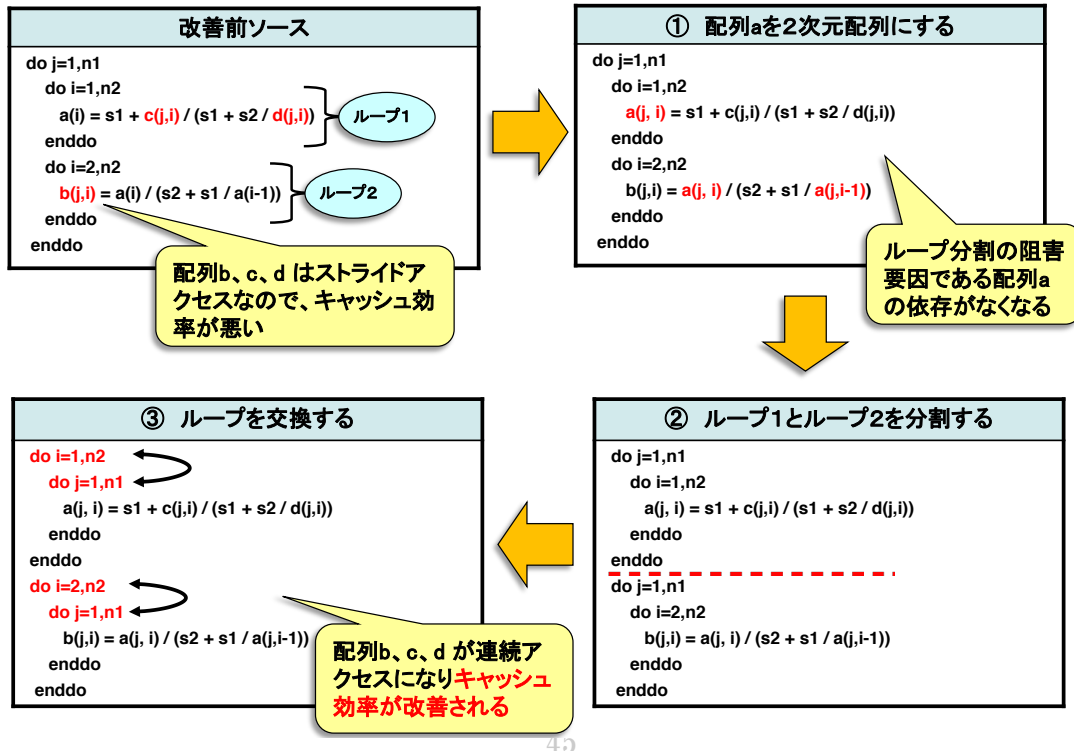 改善前ソース
do j=1,n1
do i=1,n2
a(i) = s1 + c(j,i) / (s1 + s2 / d(j,i))
ループ1
enddo
do i=2,n2
b(j,i) = a(i) / (s2 + s1 / a(i-1))
ループ2
enddo
enddo
配列b、c、d はストライドア
クセスなので、キャッシュ効
率が悪い
① 配列aを2次元配列にする
do j=1,n1
do i=1,n2
a(j, i) = s1 + c(j,i) / (s1 + s2 / d(j,i))
enddo
do i=2,n2
b(j,i) = a(j, i) / (s2 + s1 / a(j,i-1))
enddo
enddo
ループ分割の阻害
要因である配列a
の依存がなくなる
② ループ1とループ2を分割する
do j=1,n1
do i=1,n2
a(j, i) = s1 + c(j,i) / (s1 + s2 / d(j,i))
enddo
enddo
do j=1,n1
do i=2,n2
b(j,i) = a(j, i) / (s2 + s1 / a(j,i-1))
enddo
enddo
③ ループを交換する
do i=1,n2
do j=1,n1
a(j, i) = s1 + c(j,i) / (s1 + s2 / d(j,i))
enddo
enddo
do i=2,n2
do j=1,n1
b(j,i) = a(j, i) / (s2 + s1 / a(j,i-1))
enddo
enddo
配列b、c、d が連続ア
クセスになりキャッシュ
効率が改善される
45